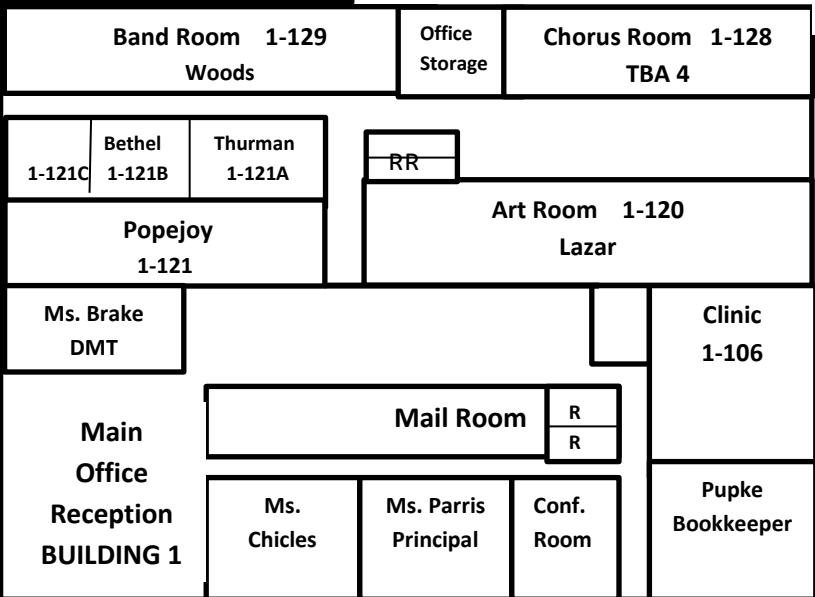 Band Room 1-129
Woods
Office
Storage
Chorus Room 1-128
TBA 4
1-121C
Bethel
1-121B
Thurman
1-121A
RR
Popejoy
1-121
Art Room 1-120
Lazar
Ms. Brake
DMT
Clinic
1-106
Mail Room
R
R
Main
Office
Reception
BUILDING 1
Ms.
Chicles
Ms. Parris
Principal
Conf.
Room
Pupke
Bookkeeper